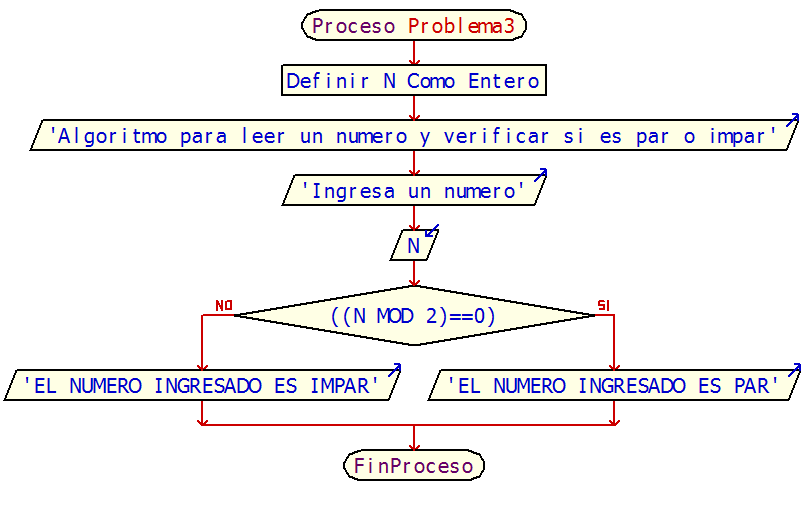 Proceso Problema3
Definir N Como Entero
'Algoritmo para leer un numero y verificar si es par o impar'
'Ingresa un numero'
N
NO
SI
((N MOD 2)==0)
'EL NUMERO INGRESADO ES IMPAR'
'EL NUMERO INGRESADO ES PAR'
FinProceso